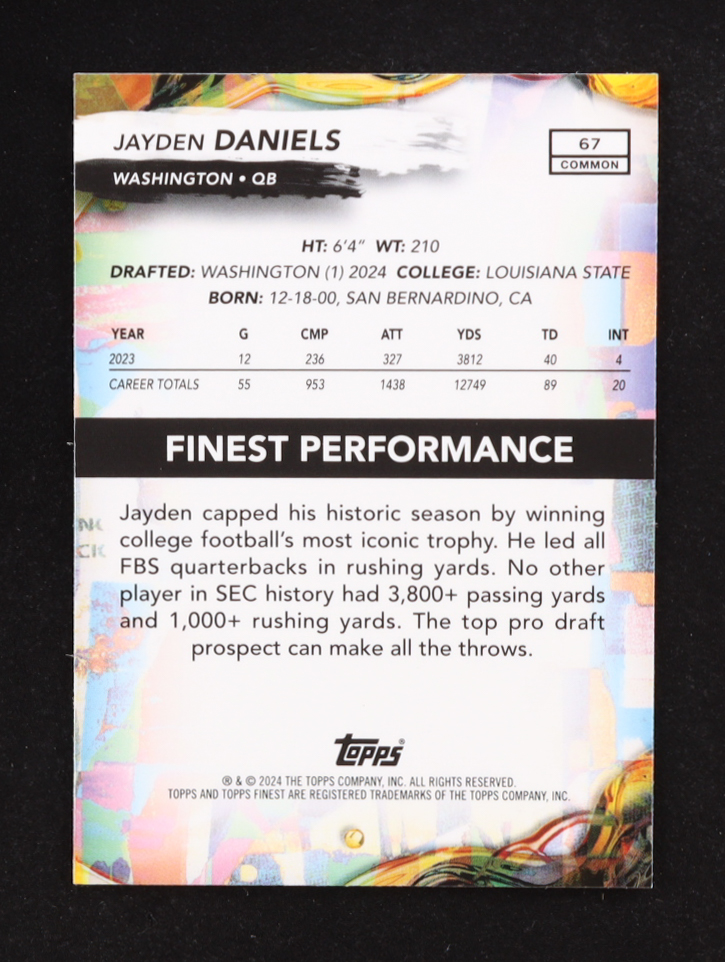 JAYDEN DANIELS
WASHINGTON • QB
67
COMMON
HT: 6'4" WT: 210
DRAFTED: WASHINGTON (1) 2024 COLLEGE: LOUISIANA STATE
BORN: 12-18-00, SAN BERNARDINO, CA
YEAR G CMP ATT YDS TD INT
2023 12 236 327 3812 40 4
CAREER TOTALS 55 953 1438 12749 89 20
FINEST PERFORMANCE
Jayden capped his historic season by winning
college football's most iconic trophy. He led all
FBS quarterbacks in rushing yards. No other
player in SEC history had 3,800+ passing yards
and 1,000+ rushing yards. The top pro draft
prospect can make all the throws.
topps®
® & © 2024 THE TOPPS COMPANY, INC. ALL RIGHTS RESERVED.
TOPPS AND TOPPS FINEST ARE REGISTERED TRADEMARKS OF THE TOPPS COMPANY, INC.